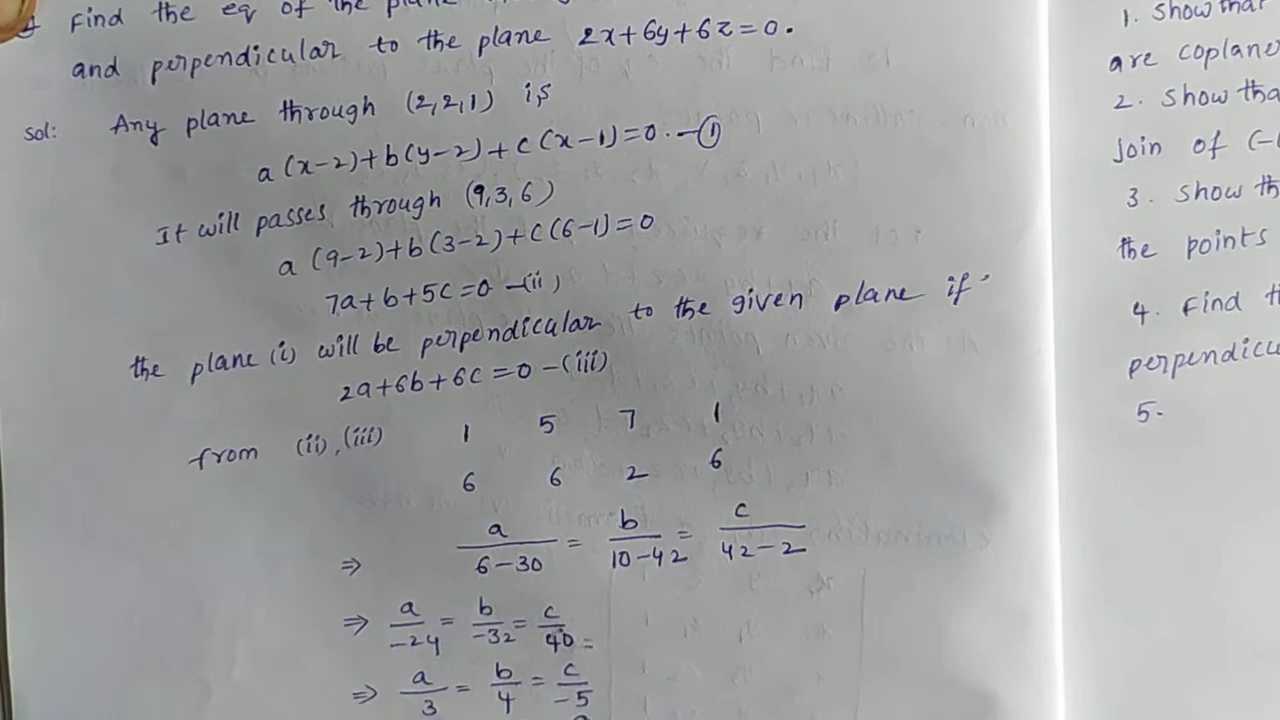 Find the eq of the plane
and perpendicular to the plane 2x+6y+6z=0.
Sol: Any plane through (2,2,1) is
a(x-2)+b(y-2)+c(x-1)=0. -①
It will passes through (9,3,6)
a(9-2)+b(3-2)+c(6-1)=0
7a+b+5c=0 -(ii)
the plane (i) will be perpendicular to the given plane if
2a+6b+6c=0 -(iii)
from (ii),(iii) 1 5 7 1
6 6 2 6
⇒ a/(6-30) = b/(10-42) = c/(42-2)
⇒ a/-24 = b/-32 = c/40 =
⇒ a/3 = b/4 = c/-5
1. Show that
are coplaner
2. Show tha
join of (-
3. Show th
the points
4. Find t
perpendicu
5.